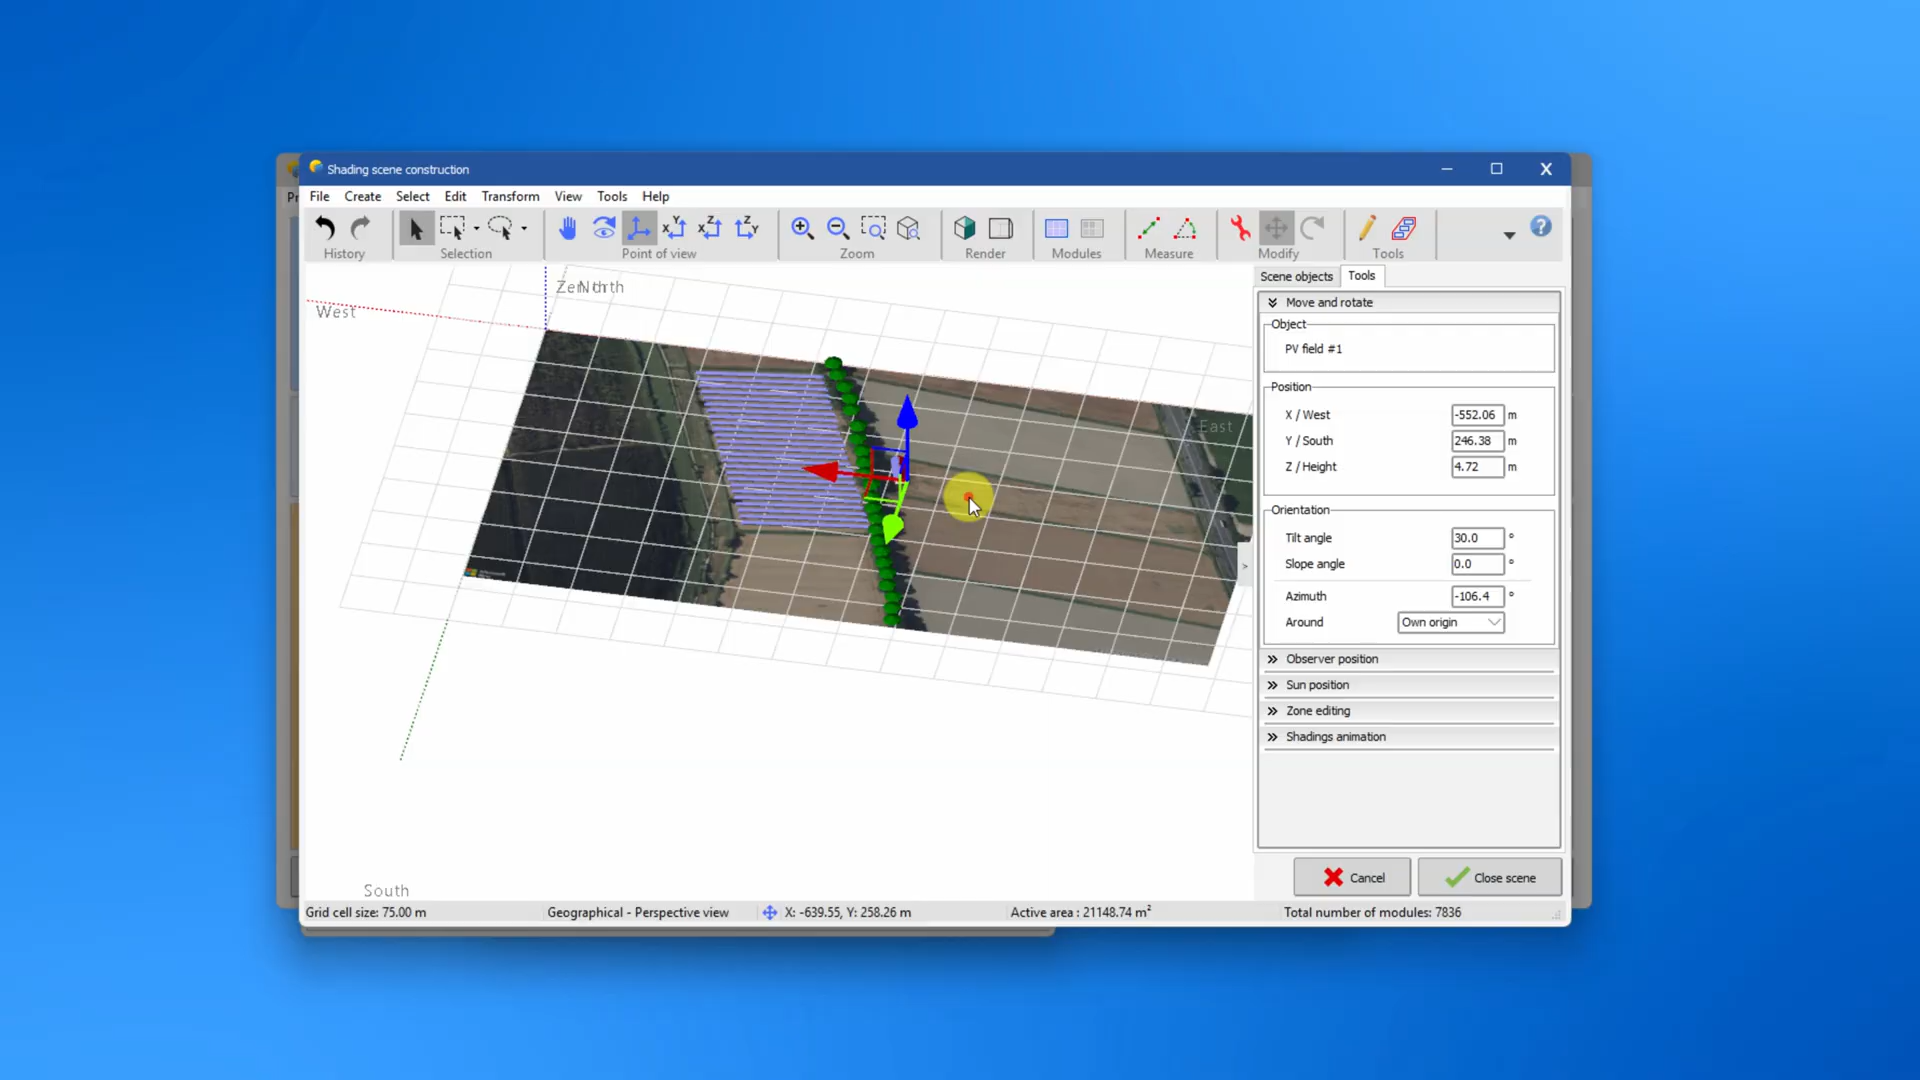 Shading scene construction
File Create Select Edit Transform View Tools Help
History Selection Point of view Zoom Render Modules Measure Modify Tools
Scene objects Tools
Move and rotate
Object
PV field #1
Position
X / West -552.06 m
Y / South 246.38 m
Z / Height 4.72 m
Orientation
Tilt angle 30.0 °
Slope angle 0.0 °
Azimuth -106.4 °
Around Own origin
Observer position
Sun position
Zone editing
Shadings animation
Cancel Close scene
West
Zenith North
East
South
Grid cell size: 75.00 m Geographical - Perspective view X: -639.55, Y: 258.26 m Active area : 21148.74 m² Total number of modules: 7836